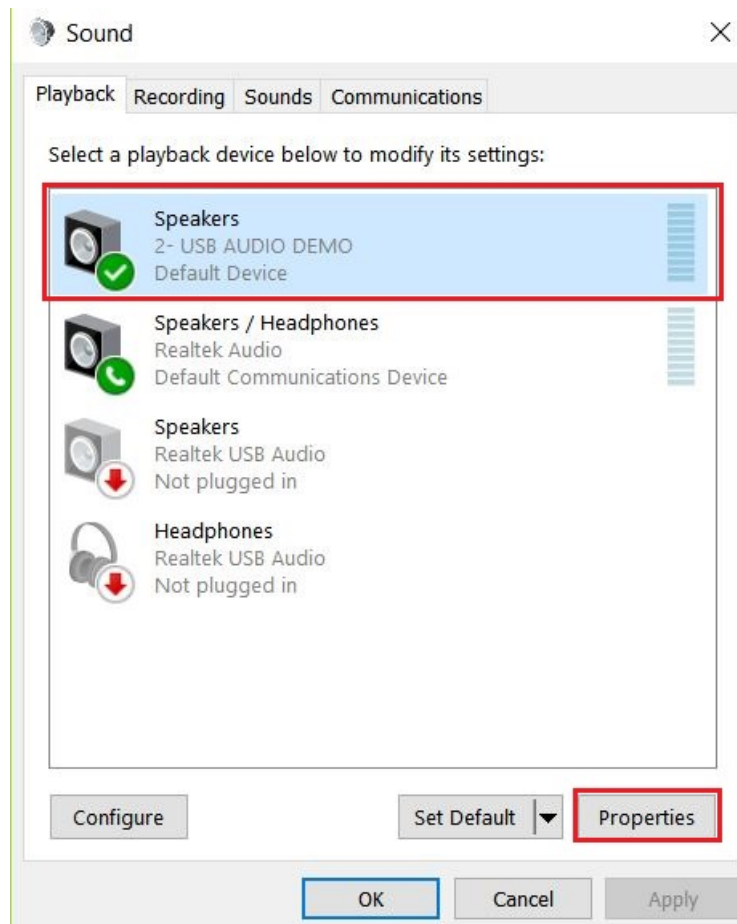 Sound
Playback Recording Sounds Communications
Select a playback device below to modify its settings:
Speakers
2- USB AUDIO DEMO
Default Device
Speakers / Headphones
Realtek Audio
Default Communications Device
Speakers
Realtek USB Audio
Not plugged in
Headphones
Realtek USB Audio
Not plugged in
Configure Set Default Properties
OK Cancel Apply